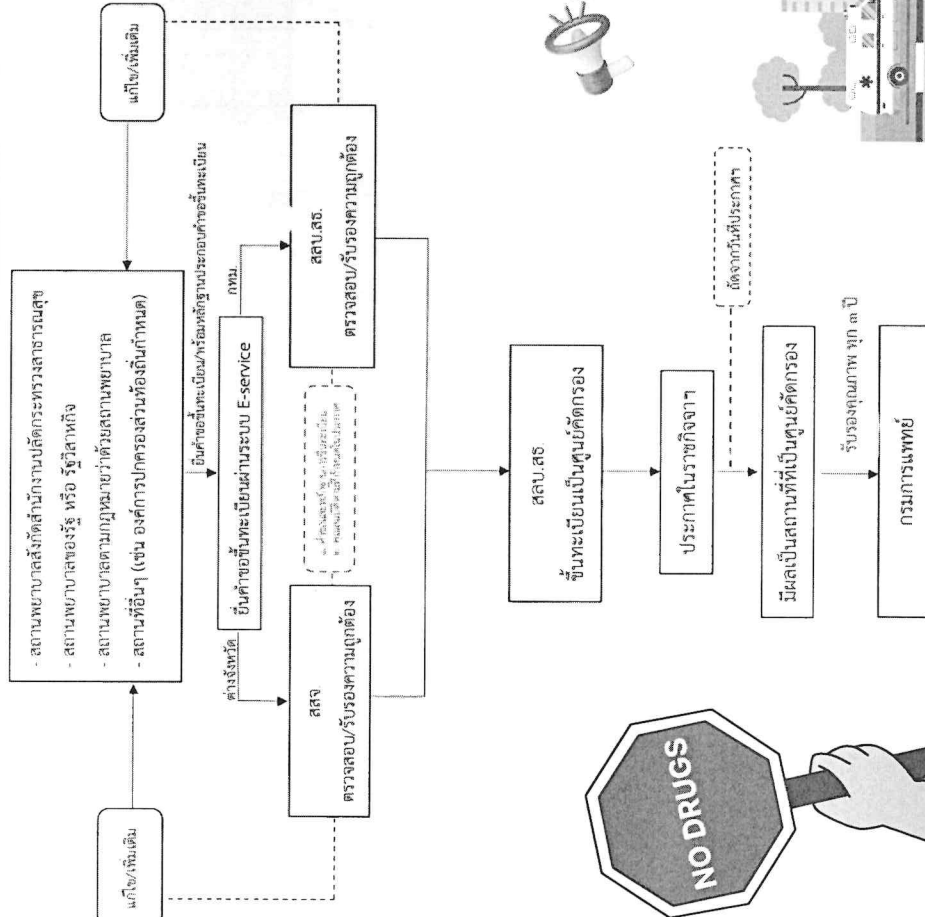 - สถานพยาบาลสังกัดสำนักงานปลัดกระทรวงสาธารณสุข
- สถานพยาบาลของรัฐ หรือ รัฐวิสาหกิจ
- สถานพยาบาลตามกฎหมายว่าด้วยสถานพยาบาล
- สถานที่อื่นๆ (เช่น องค์การปกครองส่วนท้องถิ่นกำหนด)
แก้ไข/เพิ่มเติม
แก้ไข/เพิ่มเติม
ยื่นคำขอขึ้นทะเบียน/พร้อมหลักฐานประกอบคำขอขึ้นทะเบียน
ยื่นคำขอขึ้นทะเบียนผ่านระบบ E-service
ต่างจังหวัด
กทม.
สสจ
ตรวจสอบ/รับรองความถูกต้อง
สลบ.สธ.
ตรวจสอบ/รับรองความถูกต้อง
สลบ.สธ.
ขึ้นทะเบียนเป็นศูนย์คัดกรอง
ประกาศในราชกิจจาฯ
ถัดจากวันที่ประกาศฯ
มีผลเป็นสถานที่ที่เป็นศูนย์คัดกรอง
รับรองคุณภาพ ทุก ๓ ปี
กรมการแพทย์
NO DRUGS